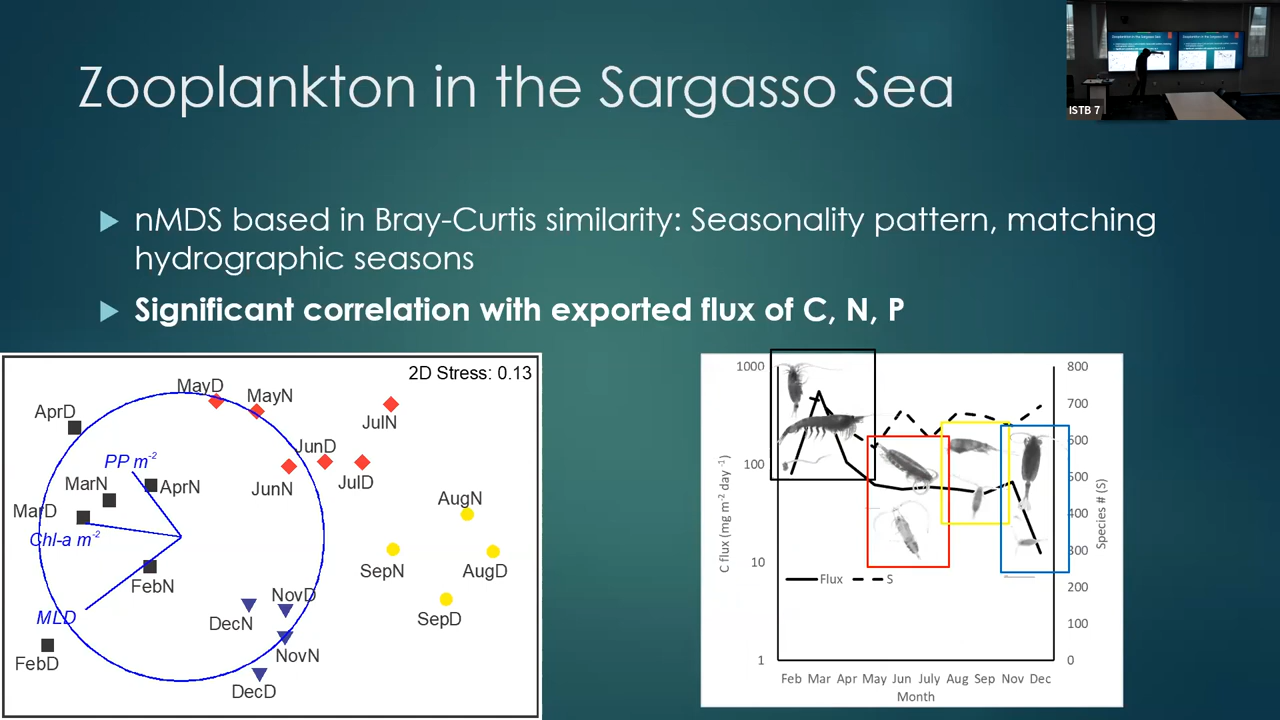 Zooplankton in the Sargasso Sea
ISTB 7
nMDS based in Bray-Curtis similarity: Seasonality pattern, matching
hydrographic seasons
Significant correlation with exported flux of C, N, P
2D Stress: 0.13
MayD
MayN
AprD
JulN
JunD
PP m-2
MarN
AprN
JunN
JulD
AugN
MarD
Chl-a m-2
SepN
AugD
FebN
NovD
MLD
DecN
SepD
NovN
FebD
DecD
1000
100
10
1
C flux (mg m-2 day -1)
800
700
600
500
400
300
200
100
0
Species # (S)
Flux
S
Feb Mar Apr May Jun July Aug Sep Nov Dec
Month